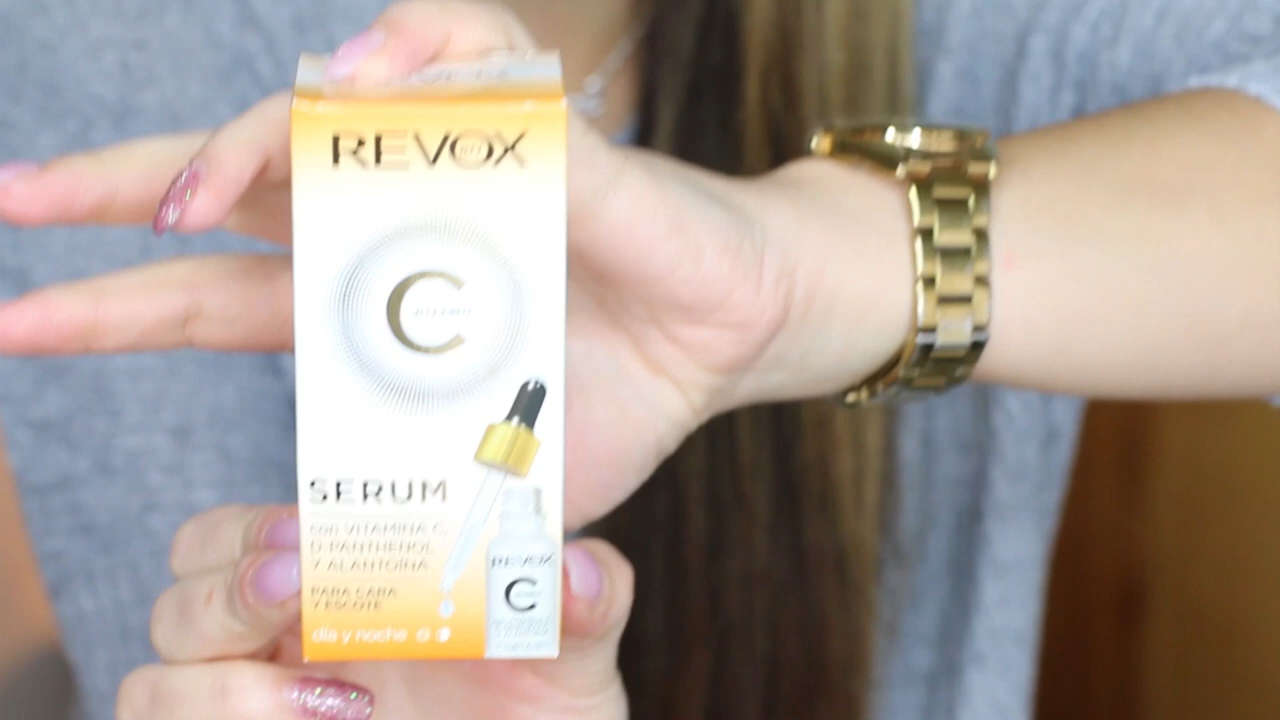 REVOX
C
SERUM
con VITAMINA C,
D-PANTHENOL
Y ALANTOÍNA
PARA CARA
Y ESCOTE
día y noche
REVOX
C